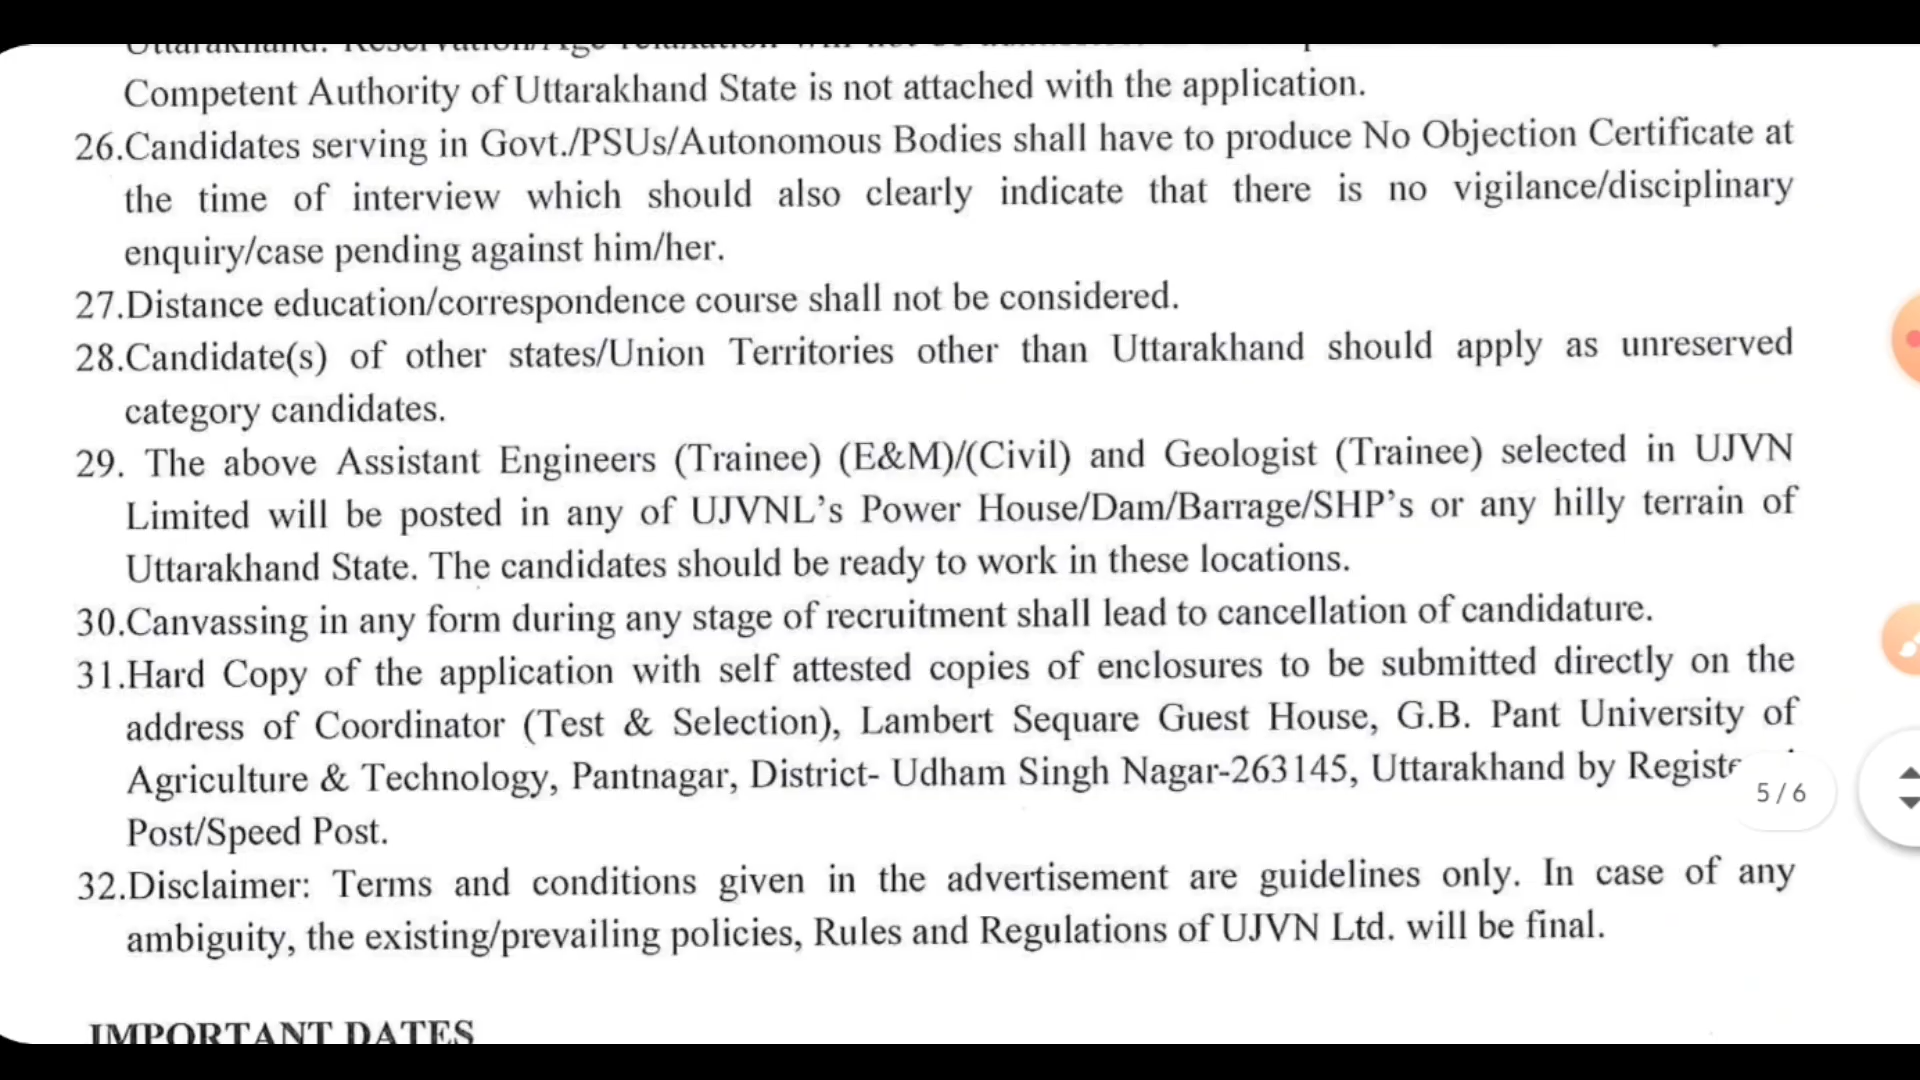 Competent Authority of Uttarakhand State is not attached with the application.
26.Candidates serving in Govt./PSUs/Autonomous Bodies shall have to produce No Objection Certificate at
the time of interview which should also clearly indicate that there is no vigilance/disciplinary
enquiry/case pending against him/her.
27.Distance education/correspondence course shall not be considered.
28.Candidate(s) of other states/Union Territories other than Uttarakhand should apply as unreserved
category candidates.
29. The above Assistant Engineers (Trainee) (E&M)/(Civil) and Geologist (Trainee) selected in UJVN
Limited will be posted in any of UJVNL's Power House/Dam/Barrage/SHP's or any hilly terrain of
Uttarakhand State. The candidates should be ready to work in these locations.
30.Canvassing in any form during any stage of recruitment shall lead to cancellation of candidature.
31.Hard Copy of the application with self attested copies of enclosures to be submitted directly on the
address of Coordinator (Test & Selection), Lambert Sequare Guest House, G.B. Pant University of
Agriculture & Technology, Pantnagar, District- Udham Singh Nagar-263145, Uttarakhand by
Post/Speed Post.
5/6
32.Disclaimer: Terms and conditions given in the advertisement are guidelines only. In case of any
ambiguity, the existing/prevailing policies, Rules and Regulations of UJVN Ltd. will be final.
IMPORTANT DATES